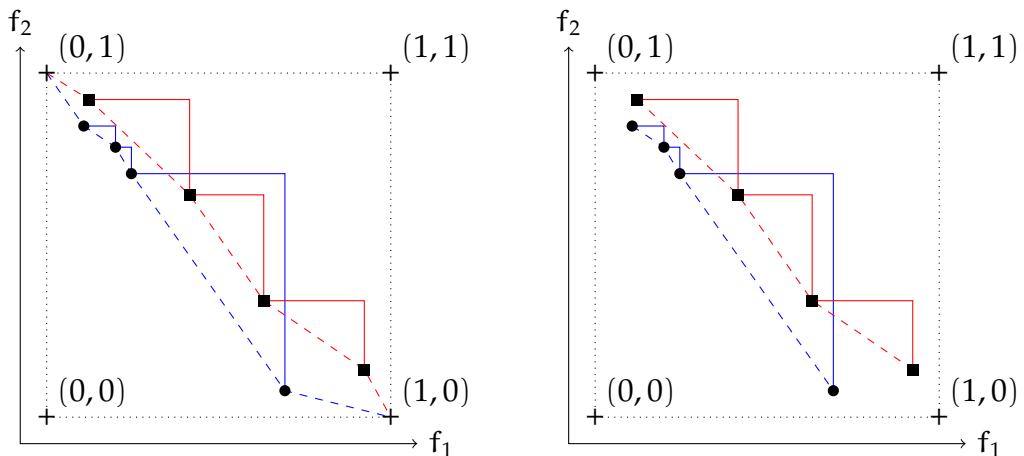 f₂
(0, 1)
(1, 1)
(0, 0)
(1, 0)
f₁
f₂
(0, 1)
(1, 1)
(0, 0)
(1, 0)
f₁